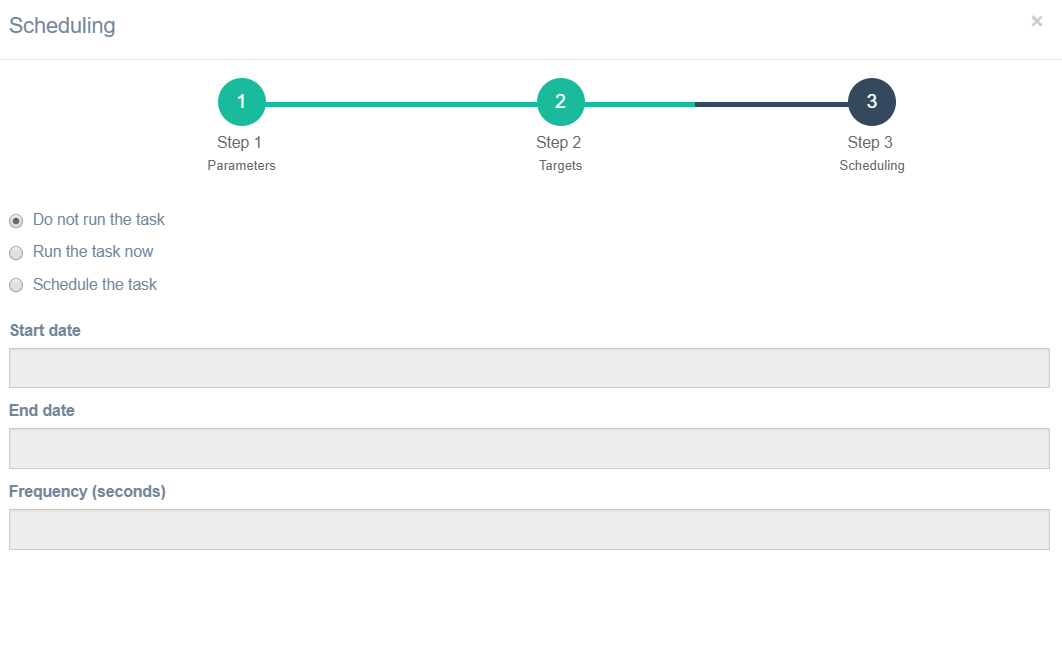 Scheduling ×
1 2 3
Step 1 Step 2 Step 3
Parameters Targets Scheduling
Do not run the task
Run the task now
Schedule the task
Start date
End date
Frequency (seconds)